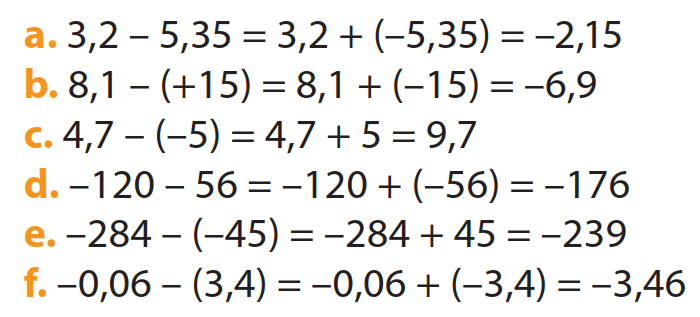 a. 3,2 – 5,35 = 3,2 + (–5,35) = –2,15
b. 8,1 – (+15) = 8,1 + (–15) = –6,9
c. 4,7 – (–5) = 4,7 + 5 = 9,7
d. –120 – 56 = –120 + (–56) = –176
e. –284 – (–45) = –284 + 45 = –239
f. –0,06 – (3,4) = –0,06 + (–3,4) = –3,46